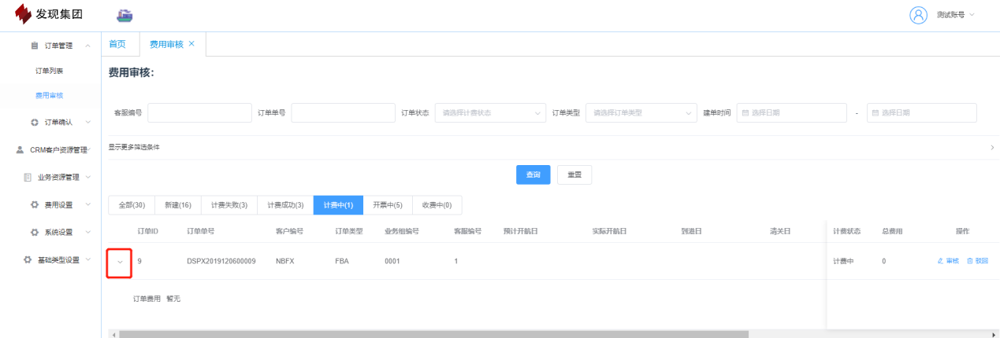 发现集团
测试账号
订单管理
订单列表
费用审核
订单确认
CRM客户资源管理
业务资源管理
费用设置
系统设置
基础类型设置
首页 费用审核 ×
费用审核：
客服编号 订单单号 订单状态 请选择计费状态 订单类型 请选择订单类型 建单时间 选择日期 - 选择日期
显示更多筛选条件
查询 重置
全部(30) 新建(16) 计费失败(3) 计费成功(3) 计费中(1) 开票中(5) 收费中(0)
订单ID 订单单号 客户编号 订单类型 业务组编号 客服编号 预计开航日 实际开航日 到港日 清关日 计费状态 总费用 操作
9 DSPX2019120600009 NBFX FBA 0001 1 计费中 0 审核 驳回
订单费用 暂无